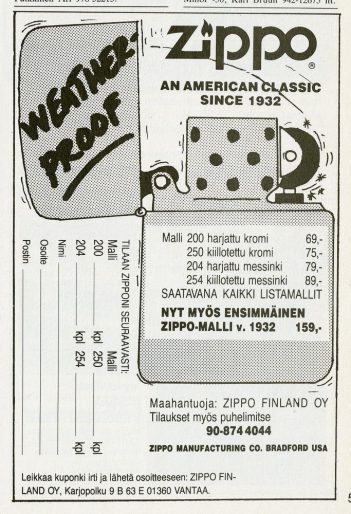 WEATHER-
PROOF
Zippo®
AN AMERICAN CLASSIC
SINCE 1932
Malli 200 harjattu kromi 69,-
250 kiillotettu kromi 75,-
204 harjattu messinki 79,-
254 kiillotettu messinki 89,-
SAATAVANA KAIKKI LISTAMALLIT
NYT MYÖS ENSIMMÄINEN
ZIPPO-MALLI v. 1932 159,-
TILAAN ZIPPONI SEURAAVASTI:
Malli Malli
200 kpl 250 kpl
204 kpl 254 kpl
Nimi
Osoite
Postin
Maahantuoja: ZIPPO FINLAND OY
Tilaukset myös puhelimitse
90-874 4044
ZIPPO MANUFACTURING CO. BRADFORD USA
Leikkaa kuponki irti ja lähetä osoitteeseen: ZIPPO FIN-
LAND OY, Karjopolku 9 B 63 E 01360 VANTAA.